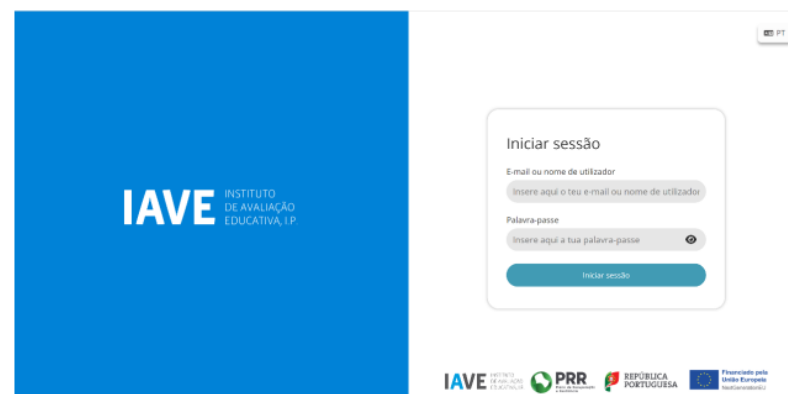 PT
IAVE INSTITUTO
DE AVALIAÇÃO
EDUCATIVA, I.P.
Iniciar sessão
E-mail ou nome de utilizador
Insere aqui o teu e-mail ou nome de utilizador
Palavra-passe
Insere aqui a tua palavra-passe
Iniciar sessão
IAVE
PRR
REPÚBLICA
PORTUGUESA
Financiado pela
União Europeia
NextGenerationEU